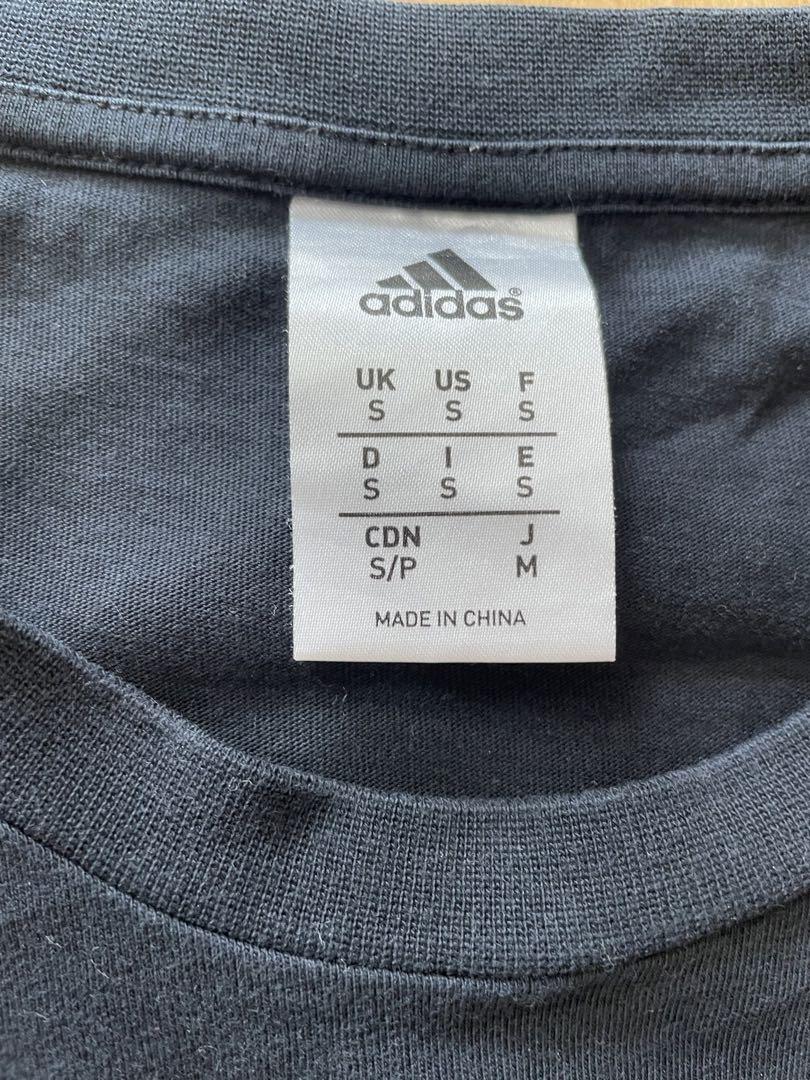 adidas®
UK US F
S S S
D I E
S S S
CDN J
S/P M
MADE IN CHINA